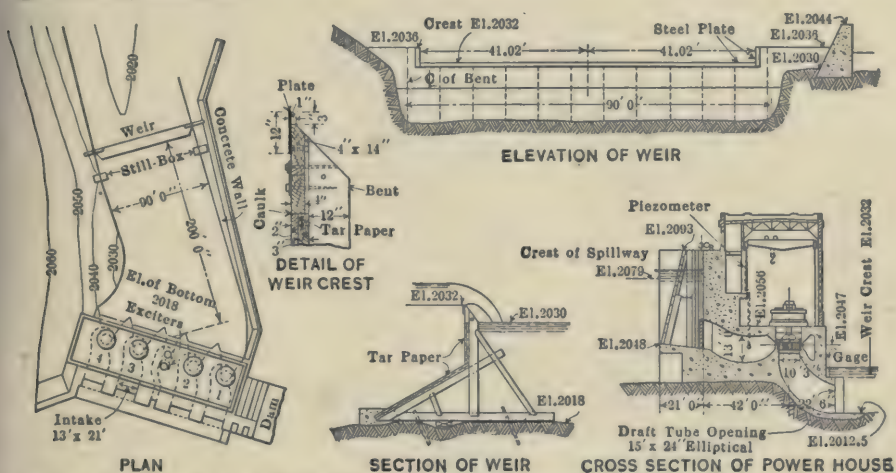 2020
Weir
Still-Box
Concrete Wall
90' 0"
200' 0"
2060
2050
2040
2030
El. of Bottom
2018
Exciters
4
3
2
1
Intake
13' x 21'
Dam
PLAN
Plate
1"
12"
3"
4" x 14"
Bent
4"
12"
Caulk
2"
3"
Tar Paper
DETAIL OF
WEIR CREST
El.2036
Crest El.2032
Steel Plate
El.2044
El.2036
El.2030
41.02'
41.02'
of Bent
90' 0"
ELEVATION OF WEIR
El.2032
El.2030
Tar Paper
El.2018
SECTION OF WEIR
Piezometer
El.2093
Crest of Spillway
El.2079
El.2056
El.2047
Weir Crest El.2032
El.2048
13'
Gage
10' 3"
21' 0"
42' 0"
Draft Tube Opening
15' x 24" Elliptical
El.2012.5
CROSS SECTION OF POWER HOUSE